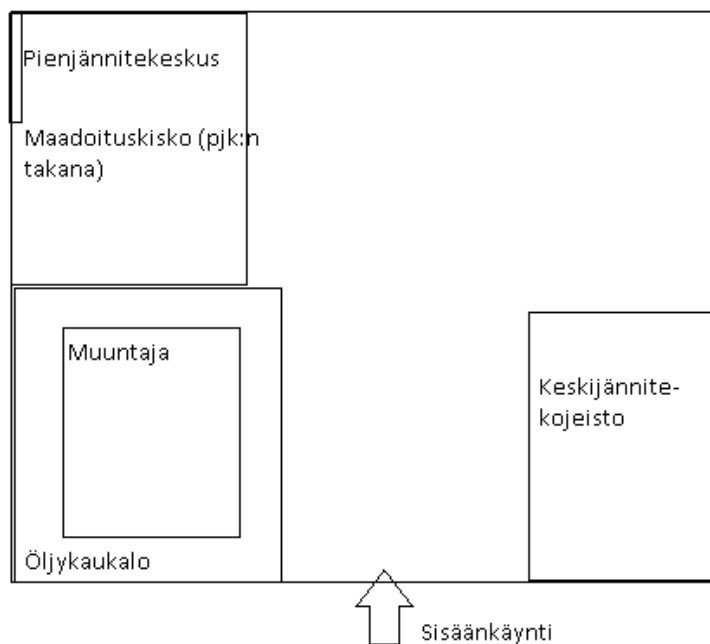 Pienjännitekeskus
Maadoituskisko (pjk:n
takana)
Muuntaja
Keskijännite-
kojeisto
Öljykaukalo
Sisäänkäynti